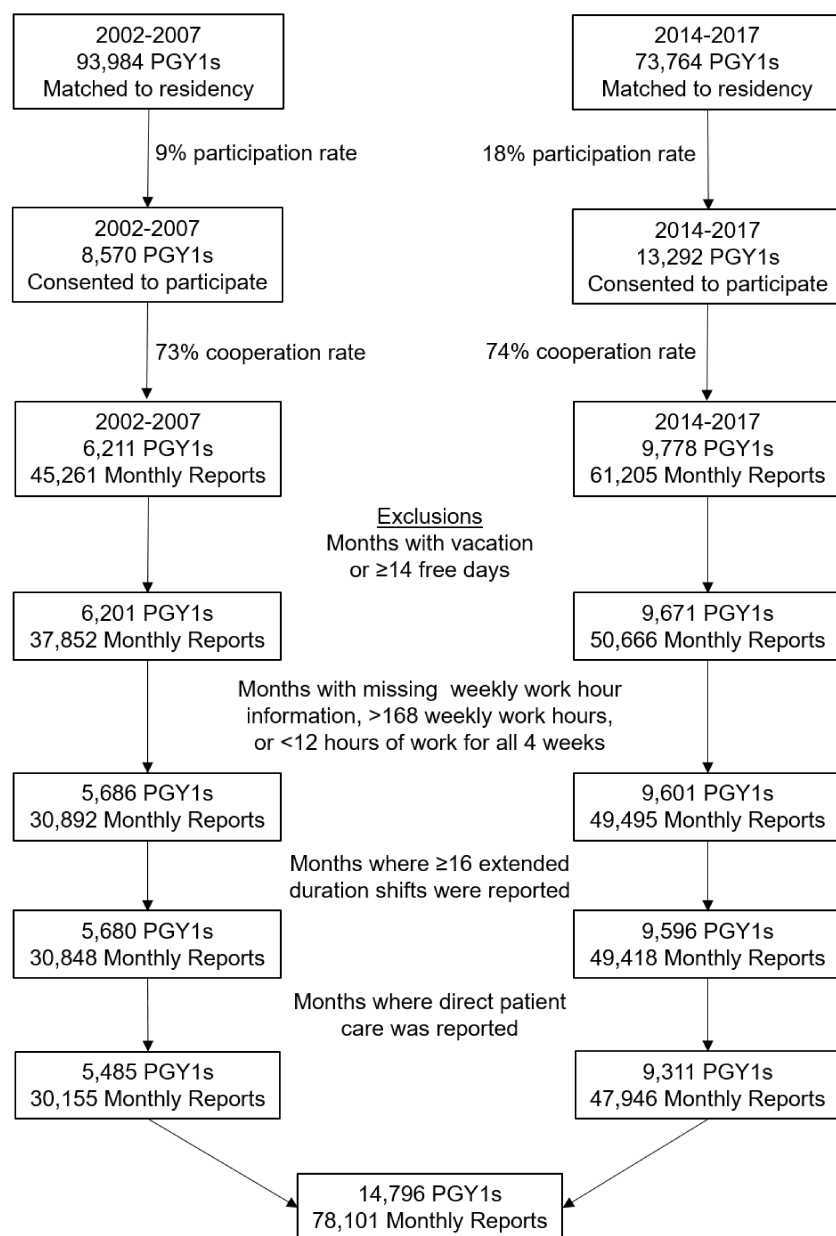 2002-2007
93,984 PGY1s
Matched to residency
2014-2017
73,764 PGY1s
Matched to residency
9% participation rate
18% participation rate
2002-2007
8,570 PGY1s
Consented to participate
2014-2017
13,292 PGY1s
Consented to participate
73% cooperation rate
74% cooperation rate
2002-2007
6,211 PGY1s
45,261 Monthly Reports
2014-2017
9,778 PGY1s
61,205 Monthly Reports
Exclusions
Months with vacation
or ≥14 free days
6,201 PGY1s
37,852 Monthly Reports
9,671 PGY1s
50,666 Monthly Reports
Months with missing weekly work hour
information, >168 weekly work hours,
or <12 hours of work for all 4 weeks
5,686 PGY1s
30,892 Monthly Reports
9,601 PGY1s
49,495 Monthly Reports
Months where ≥16 extended
duration shifts were reported
5,680 PGY1s
30,848 Monthly Reports
9,596 PGY1s
49,418 Monthly Reports
Months where direct patient
care was reported
5,485 PGY1s
30,155 Monthly Reports
9,311 PGY1s
47,946 Monthly Reports
14,796 PGY1s
78,101 Monthly Reports